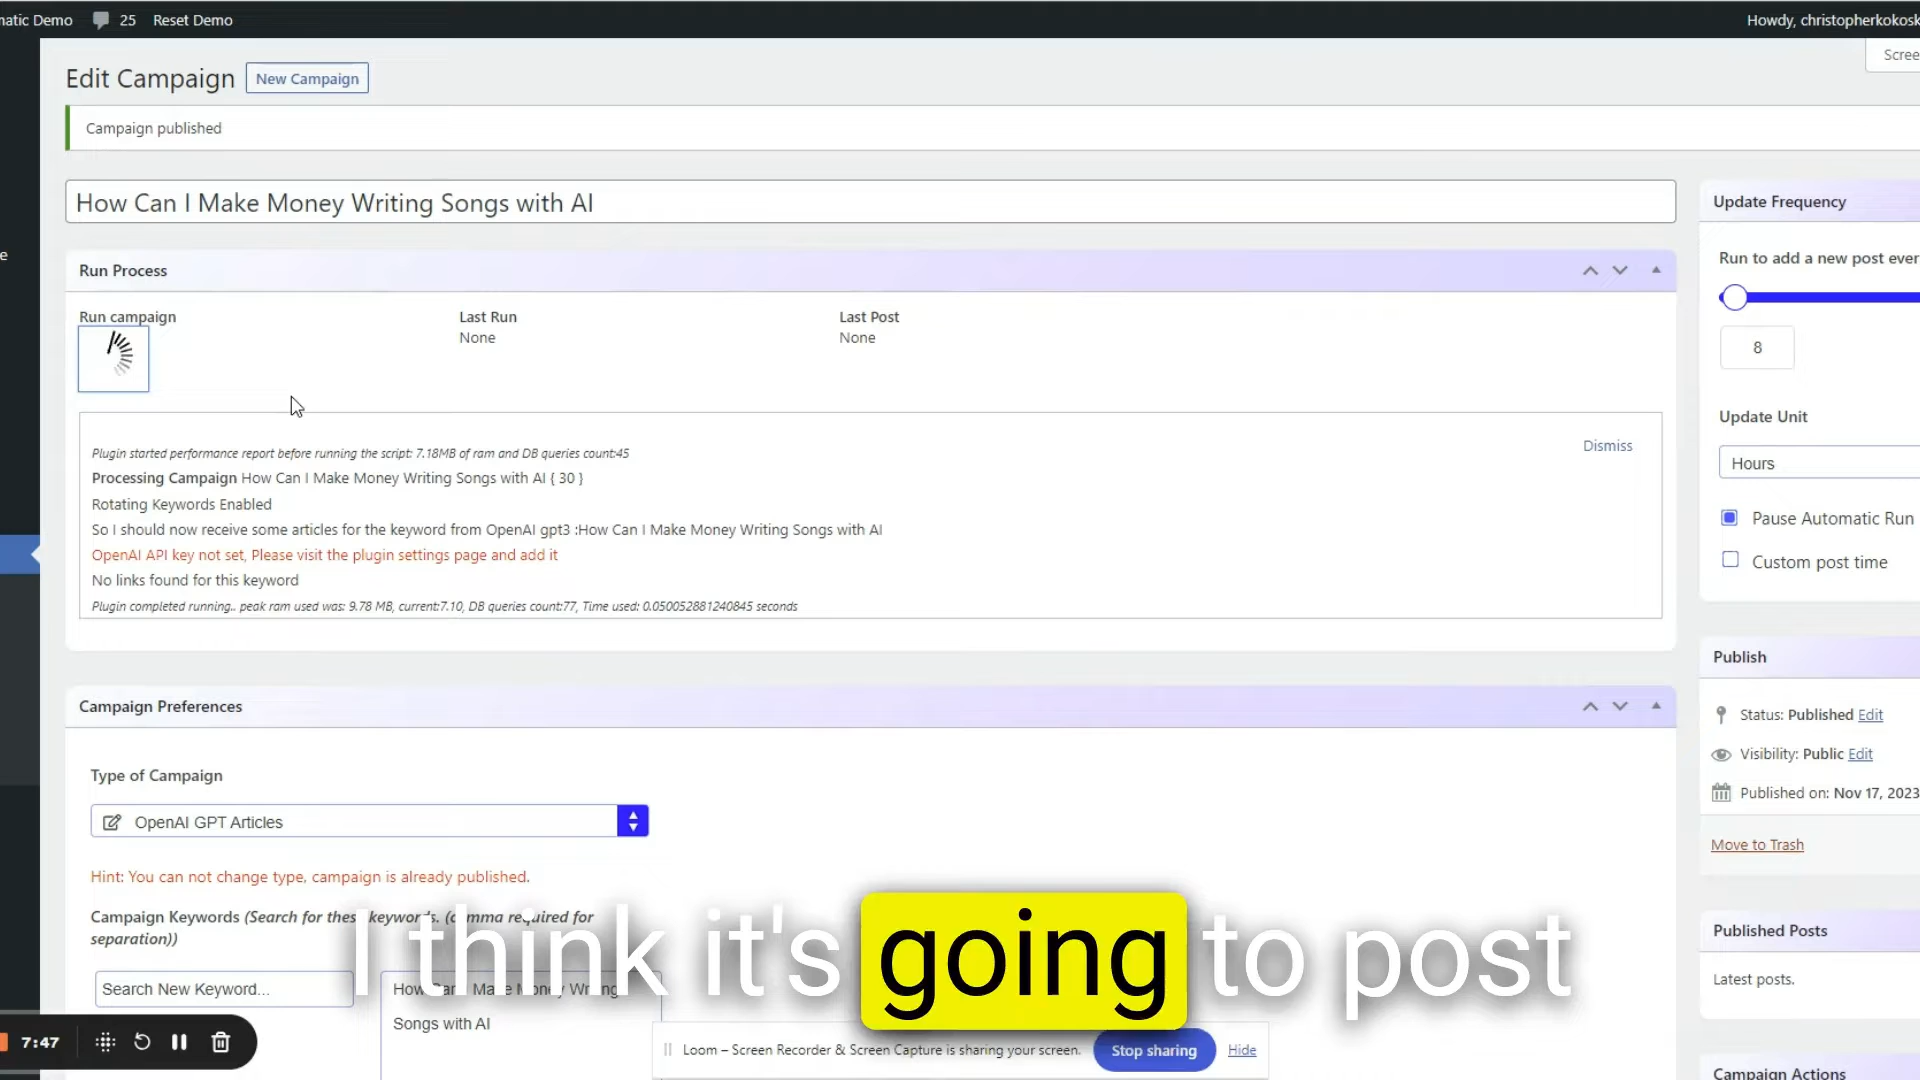 matic Demo 25 Reset Demo Howdy, christopherkokosk
Scree
Edit Campaign New Campaign
Campaign published
How Can I Make Money Writing Songs with AI
e
Run Process
Run campaign
Last Run
None
Last Post
None
Dismiss
Plugin started performance report before running the script: 7.18MB of ram and DB queries count:45
Processing Campaign How Can I Make Money Writing Songs with AI { 30 }
Rotating Keywords Enabled
So I should now receive some articles for the keyword from OpenAI gpt3 :How Can I Make Money Writing Songs with AI
OpenAI API key not set, Please visit the plugin settings page and add it
No links found for this keyword
Plugin completed running.. peak ram used was: 9.78 MB, current:7.10, DB queries count:77, Time used: 0.050052881240845 seconds
Campaign Preferences
Type of Campaign
OpenAI GPT Articles
Hint: You can not change type, campaign is already published.
Campaign Keywords (Search for these keywords. (comma required for
separation))
Search New Keyword...
How Can I Make Money Writing
Songs with AI
Update Frequency
Run to add a new post ever
8
Update Unit
Hours
Pause Automatic Run
Custom post time
Publish
Status: Published Edit
Visibility: Public Edit
Published on: Nov 17, 2023
Move to Trash
Published Posts
Latest posts.
Campaign Actions
I think it's going to post
7:47
Loom – Screen Recorder & Screen Capture is sharing your screen. Stop sharing Hide